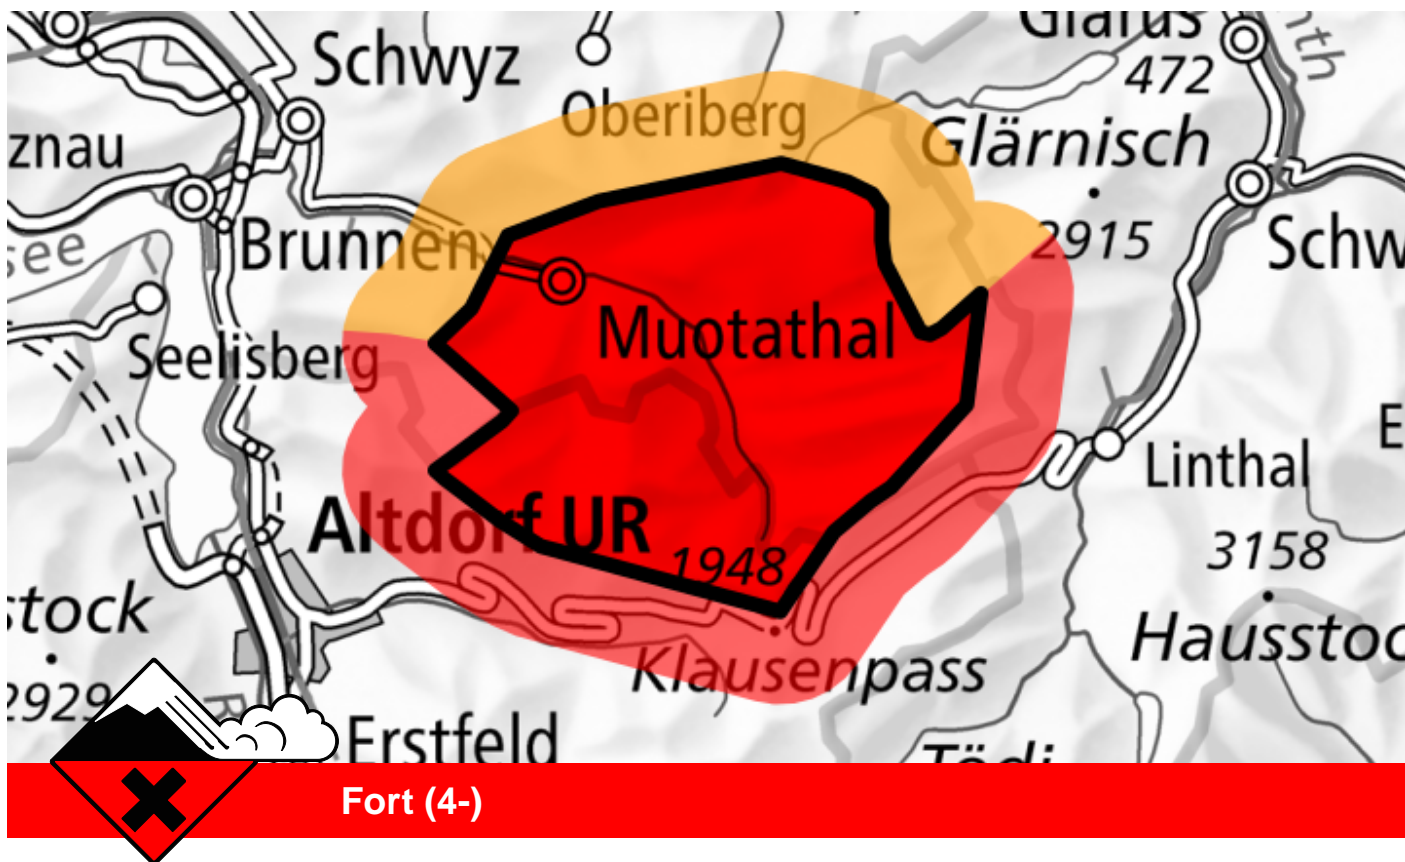 Glarus
Schwyz
472
Oberiberg
Glärnisch
znau
2915
Brunnen
see
Schw
Muotathal
Seelisberg
Linthal
E
Altdorf UR
1948
3158
stock
Hausstoc
Klausenpass
2929
Erstfeld
Tödi
Fort (4-)